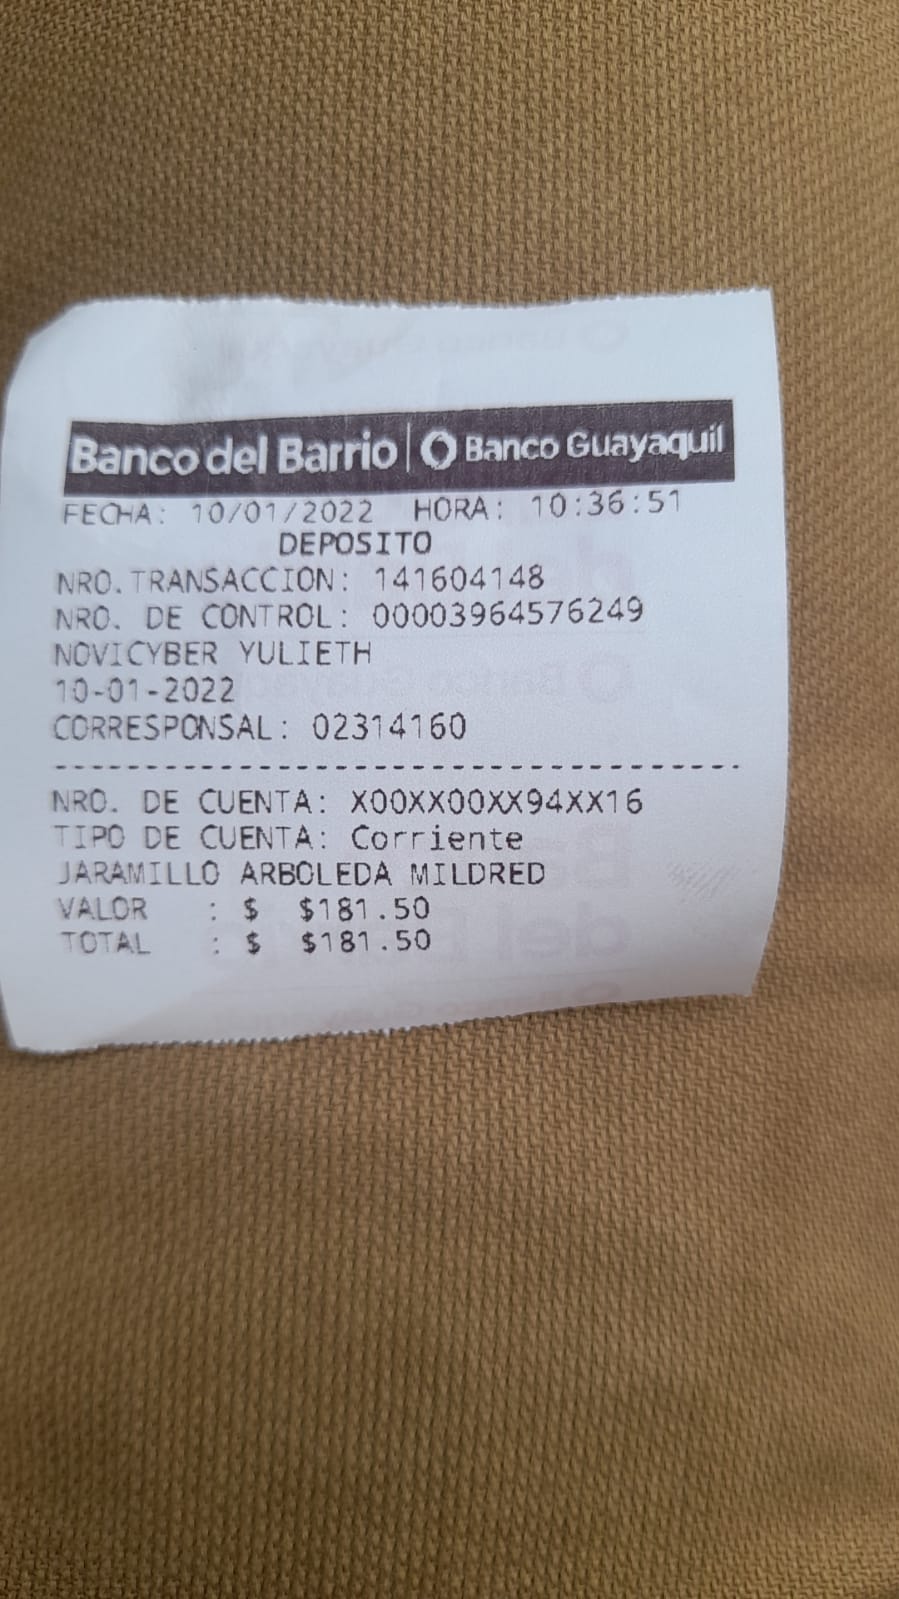 Banco del Barrio | Banco Guayaquil
FECHA: 10/01/2022 HORA: 10:36:51
DEPOSITO
NRO. TRANSACCION: 141604148
NRO. DE CONTROL: 00003964576249
NOVICYBER YULIETH
10-01-2022
CORRESPONSAL: 02314160
NRO. DE CUENTA: X00XX00XX94XX16
TIPO DE CUENTA: Corriente
JARAMILLO ARBOLEDA MILDRED
VALOR : $ $181.50
TOTAL : $ $181.50